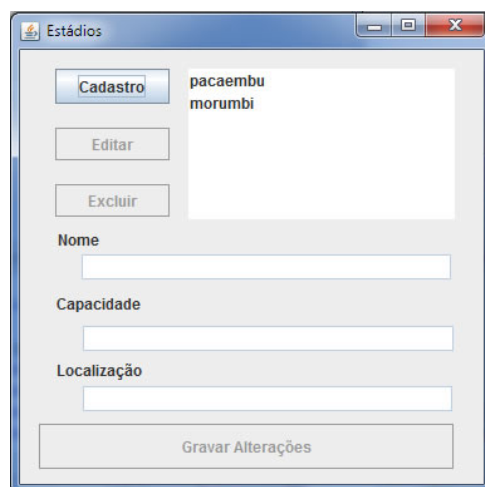 Estádios
Cadastro
pacaembu
morumbi
Editar
Excluir
Nome
Capacidade
Localização
Gravar Alterações